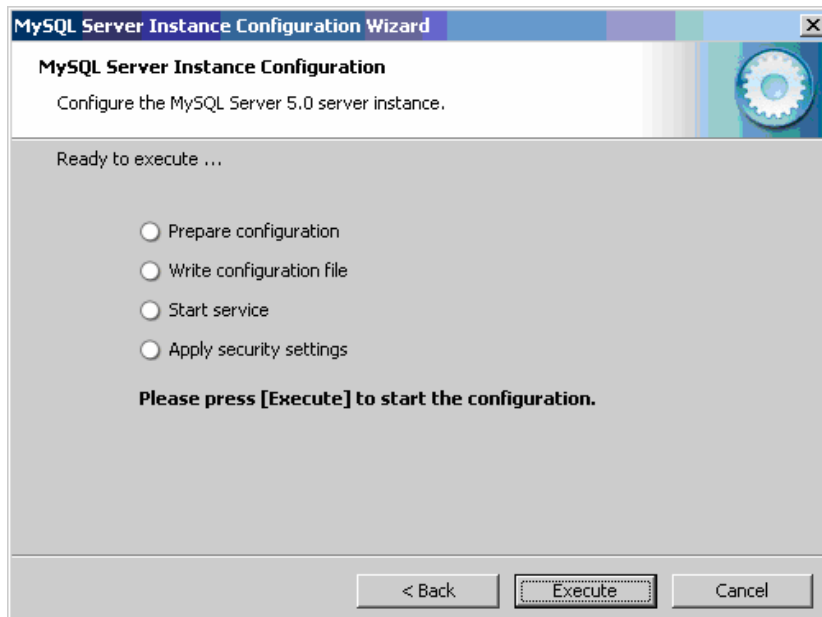 MySQL Server Instance Configuration Wizard
MySQL Server Instance Configuration
Configure the MySQL Server 5.0 server instance.
Ready to execute ...
Prepare configuration
Write configuration file
Start service
Apply security settings
Please press [Execute] to start the configuration.
< Back Execute Cancel